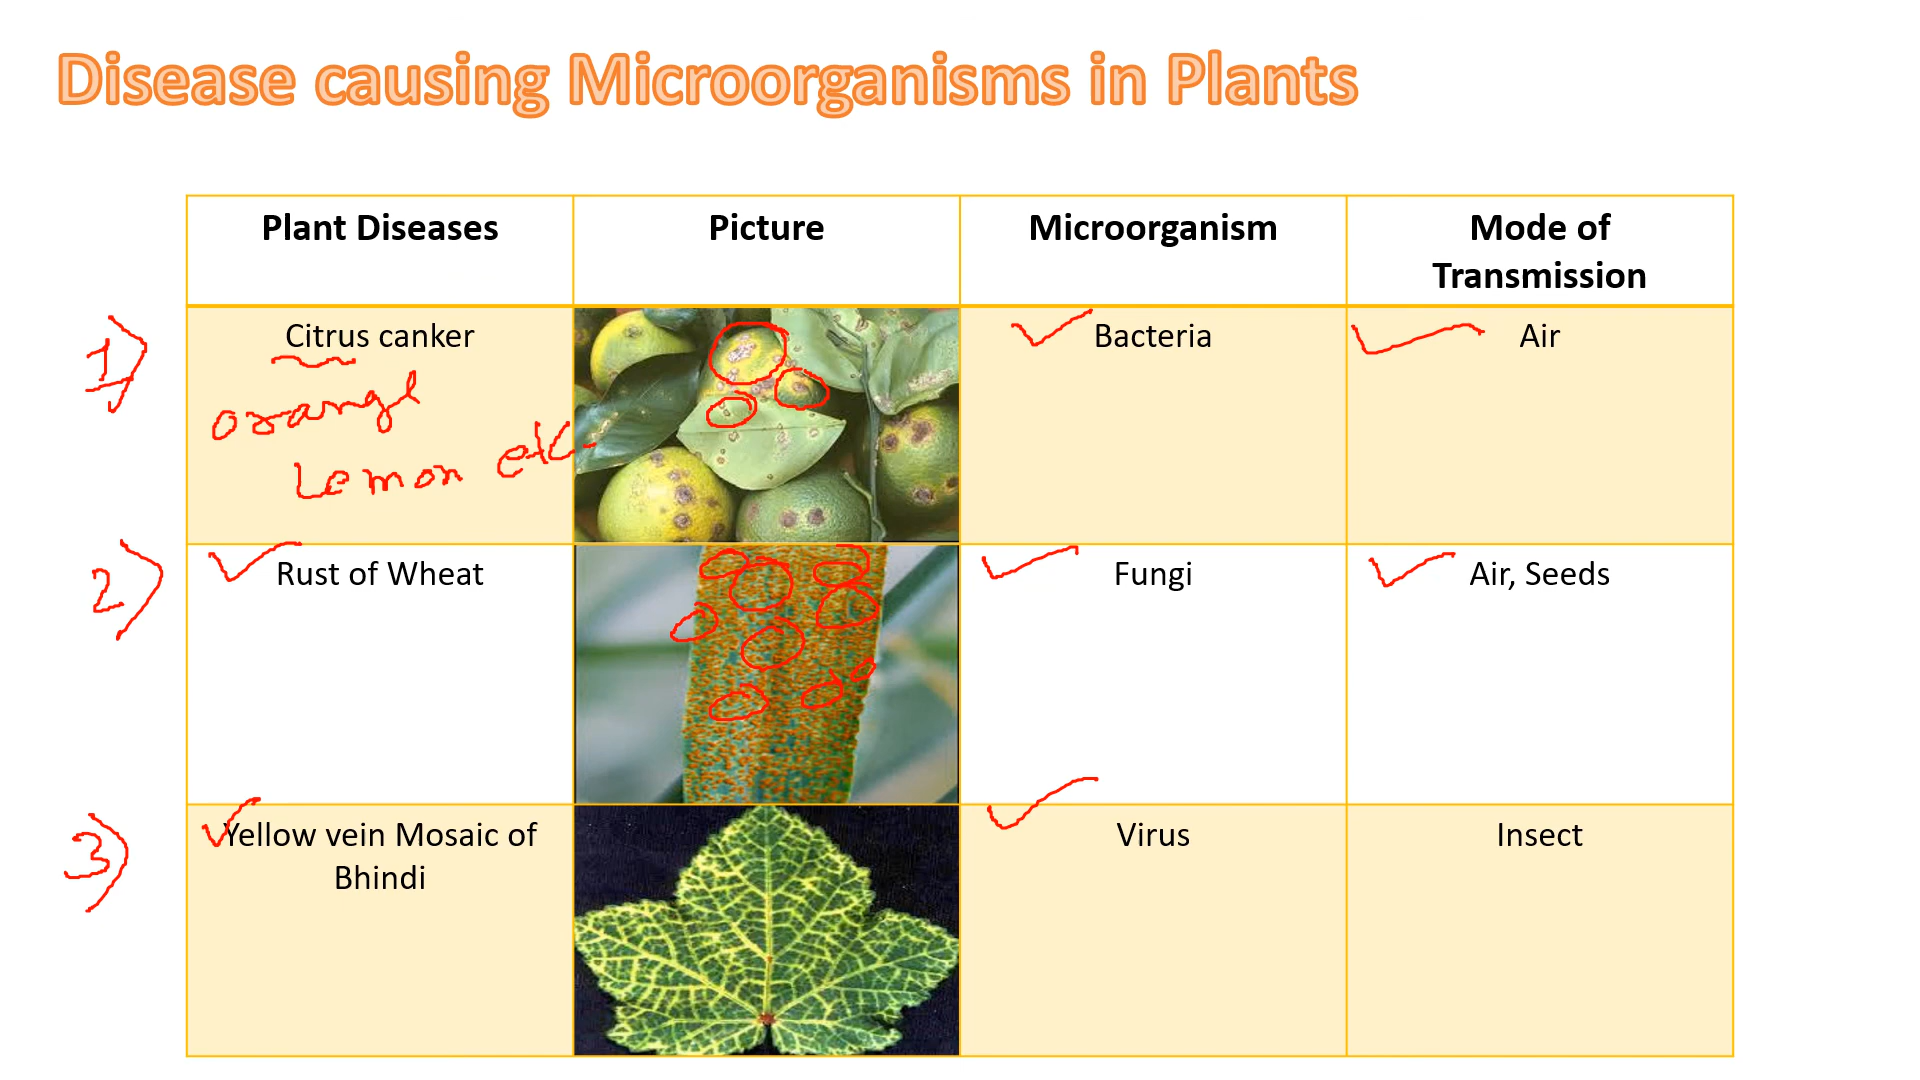 Disease causing Microorganisms in Plants
Plant Diseases
Picture
Microorganism
Mode of
Transmission
1)
Citrus canker
orange
Lemon etc.
Bacteria
Air
2)
Rust of Wheat
Fungi
Air, Seeds
3)
Yellow vein Mosaic of
Bhindi
Virus
Insect